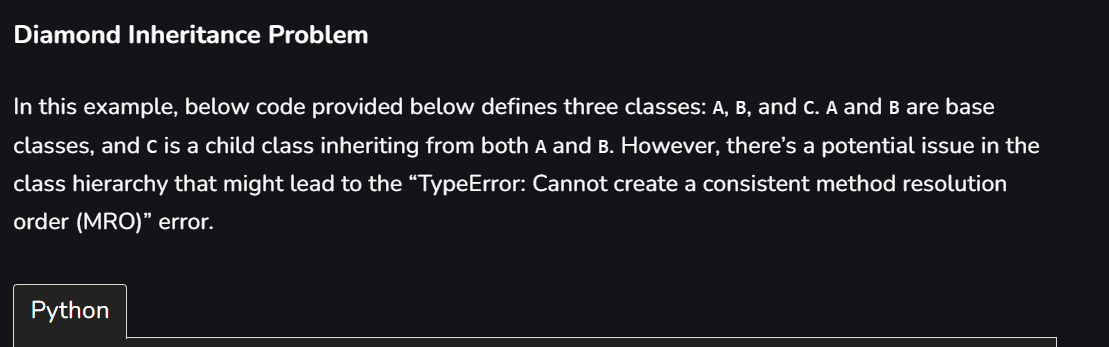 Diamond Inheritance Problem
In this example, below code provided below defines three classes: A, B, and C. A and B are base
classes, and C is a child class inheriting from both A and B. However, there’s a potential issue in the
class hierarchy that might lead to the “TypeError: Cannot create a consistent method resolution
order (MRO)” error.
Python